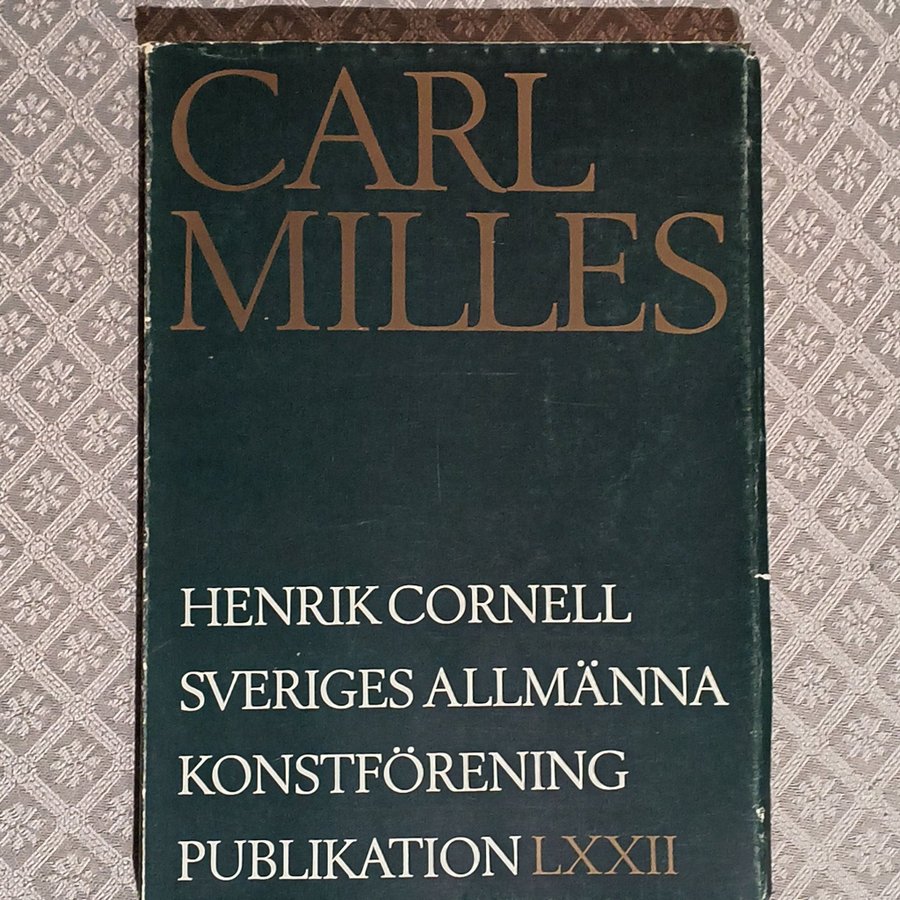 CARL
MILLES
HENRIK CORNELL
SVERIGES ALLMÄNNA
KONSTFÖRENING
PUBLIKATION LXXII